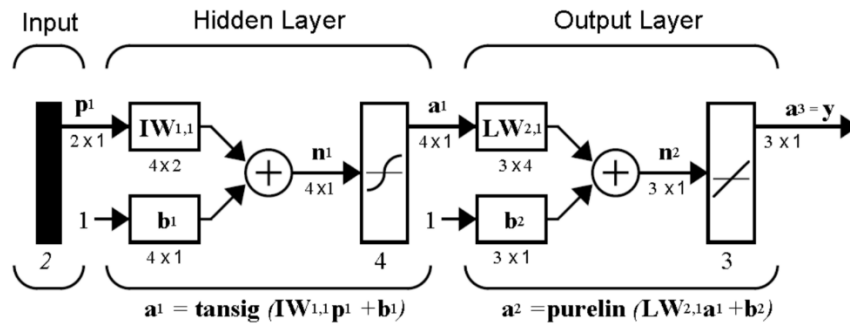 Input Hidden Layer Output Layer
p1 IW1,1 a1 LW2,1 a3 = y
2 x 1 4 x 2 n1 4 x 1 3 x 4 n2 3 x 1
4 x 1 3 x 1
1 b1 1 b2
2 4 x 1 4 3 x 1 3
a1 = tansig (IW1,1p1 +b1) a2 =purelin (LW2,1a1 +b2)